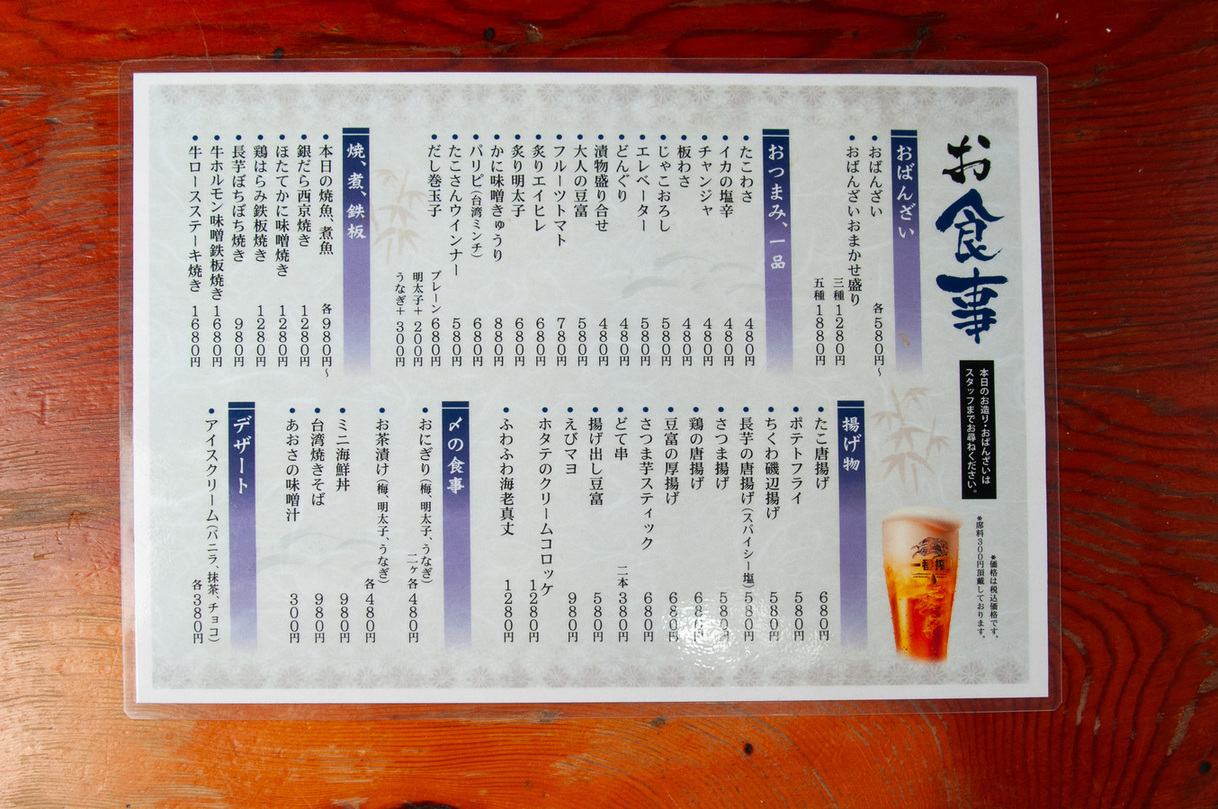 お食事
本日のお造り・おばんざいは
スタッフまでお尋ねください。
*価格は税込価格です。
*席料300円頂戴しております。
一番搾
おばんざい
・おばんざい 各580円〜
・おばんざいおまかせ盛り 三種1280円
五種1880円
おつまみ、一品
・たこわさ 480円
・イカの塩辛 480円
・チャンジャ 480円
・板わさ 480円
・じゃこおろし 580円
・エレベーター 580円
・どんぐり 480円
・漬物盛り合せ 480円
・大人の豆富 580円
・フルーツトマト 780円
・炙りエイヒレ 680円
・炙り明太子 680円
・かに味噌きゅうり 880円
・パリピ(台湾ミンチ) 680円
・たこさんウインナー 580円
・だし巻玉子 プレーン680円
明太子+200円
うなぎ+300円
焼、煮、鉄板
・本日の焼魚、煮魚 各980円〜
・銀だら西京焼き 1280円
・ほたてかに味噌焼き 1280円
・鶏はらみ鉄板焼き 1280円
・長芋ぼちぼち焼き 980円
・牛ホルモン味噌鉄板焼き 1680円
・牛ロースステーキ焼き 1680円
揚げ物
・たこ唐揚げ 680円
・ポテトフライ 580円
・ちくわ磯辺揚げ 580円
・長芋の唐揚げ(スパイシー塩) 580円
・さつま揚げ 580円
・鶏の唐揚げ 680円
・豆富の厚揚げ 680円
・さつま芋スティック 680円
・どて串 二本380円
・揚げ出し豆富 580円
・えびマヨ 980円
・ホタテのクリームコロッケ 1280円
・ふわふわ海老真丈 1280円
〆の食事
・おにぎり(梅、明太子、うなぎ) 二ヶ各480円
・お茶漬け(梅、明太子、うなぎ) 各480円
・ミニ海鮮丼 980円
・台湾焼きそば 980円
・あおさの味噌汁 300円
デザート
・アイスクリーム(バニラ、抹茶、チョコ) 各380円